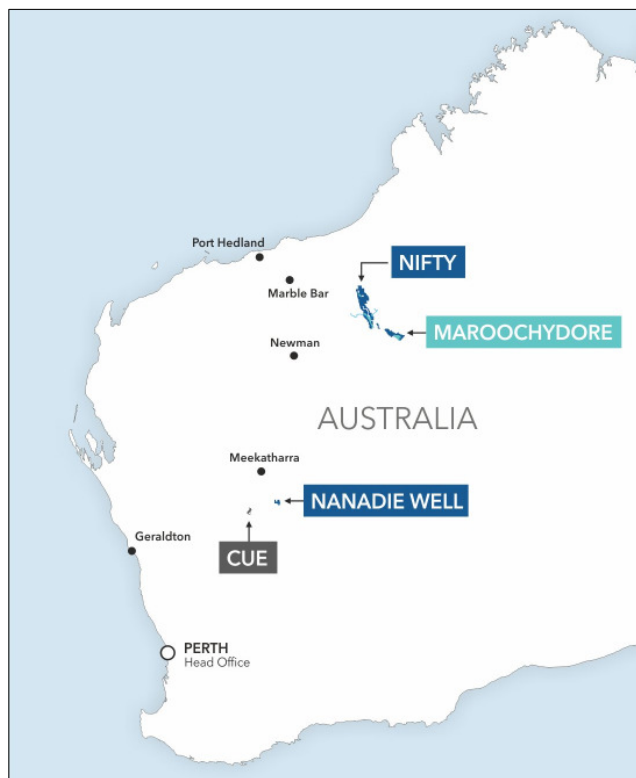 Port Hedland
NIFTY
Marble Bar
MAROOCHYDORE
Newman
AUSTRALIA
Meekatharra
NANADIE WELL
Geraldton
CUE
PERTH
Head Office